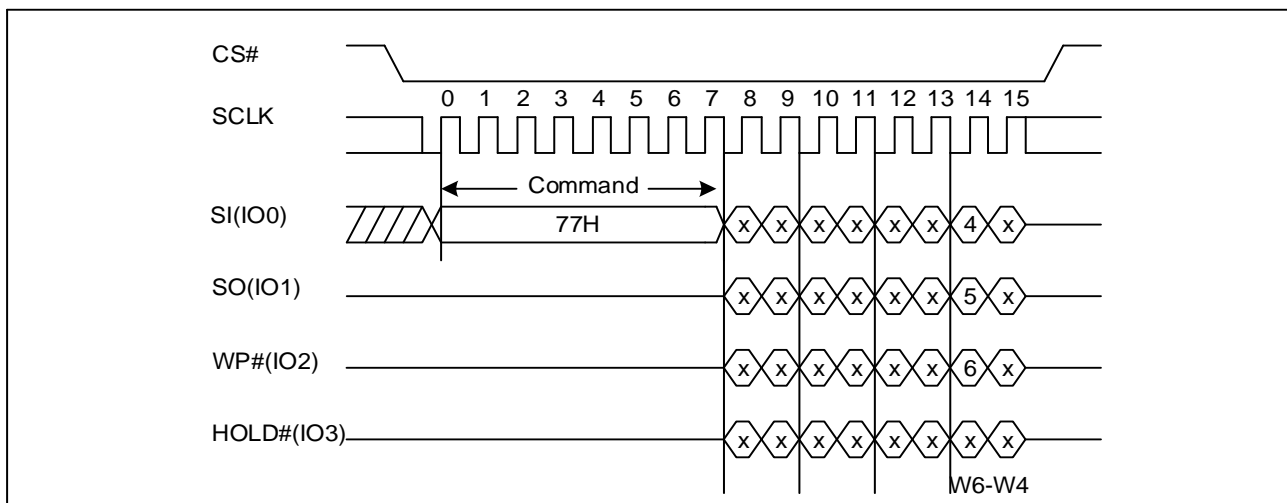 CS#
0 1 2 3 4 5 6 7 8 9 10 11 12 13 14 15
SCLK
Command
SI(IO0) 77H x x x x x x 4 x
SO(IO1) x x x x x x 5 x
WP#(IO2) x x x x x x 6 x
HOLD#(IO3) x x x x x x x x
W6-W4